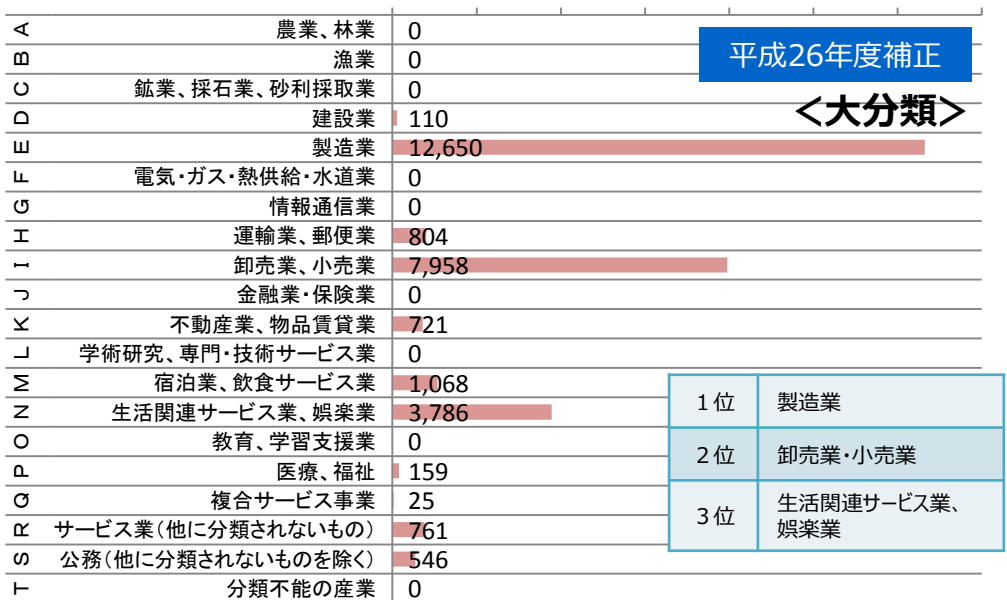 平成26年度補正
<大分類>
A 農業、林業 0
B 漁業 0
C 鉱業、採石業、砂利採取業 0
D 建設業 110
E 製造業 12,650
F 電気・ガス・熱供給・水道業 0
G 情報通信業 0
H 運輸業、郵便業 804
I 卸売業、小売業 7,958
J 金融業・保険業 0
K 不動産業、物品賃貸業 721
L 学術研究、専門・技術サービス業 0
M 宿泊業、飲食サービス業 1,068
N 生活関連サービス業、娯楽業 3,786
O 教育、学習支援業 0
P 医療、福祉 159
Q 複合サービス事業 25
R サービス業(他に分類されないもの) 761
S 公務(他に分類されないものを除く) 546
T 分類不能の産業 0
1位 製造業
2位 卸売業・小売業
3位 生活関連サービス業、
娯楽業